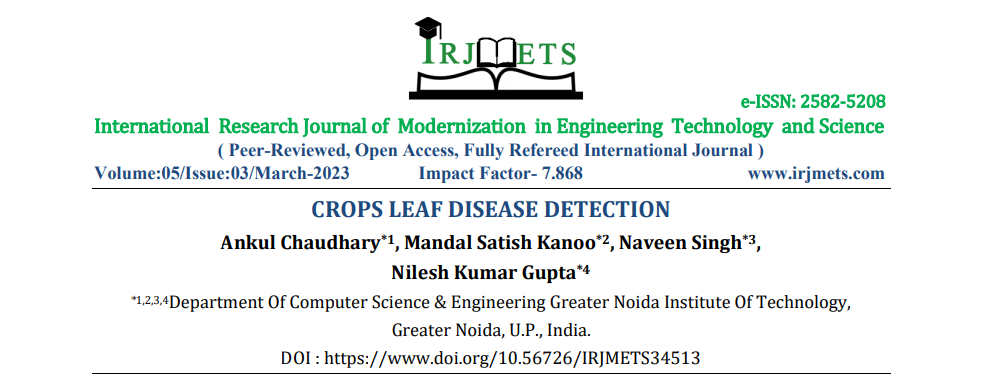 IRJMETS
e-ISSN: 2582-5208
International Research Journal of Modernization in Engineering Technology and Science
( Peer-Reviewed, Open Access, Fully Refereed International Journal )
Volume:05/Issue:03/March-2023 Impact Factor- 7.868 www.irjmets.com
CROPS LEAF DISEASE DETECTION
Ankul Chaudhary*1, Mandal Satish Kanoo*2, Naveen Singh*3,
Nilesh Kumar Gupta*4
*1,2,3,4Department Of Computer Science & Engineering Greater Noida Institute Of Technology,
Greater Noida, U.P., India.
DOI : https://www.doi.org/10.56726/IRJMETS34513